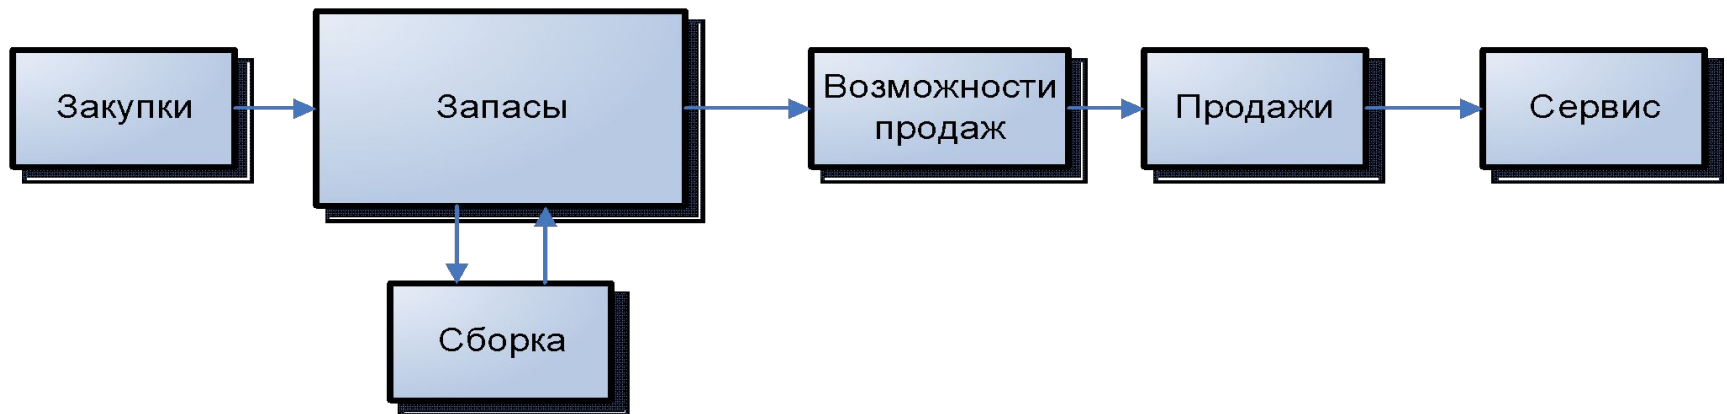 Закупки
Запасы
Возможности
продаж
Продажи
Сервис
Сборка